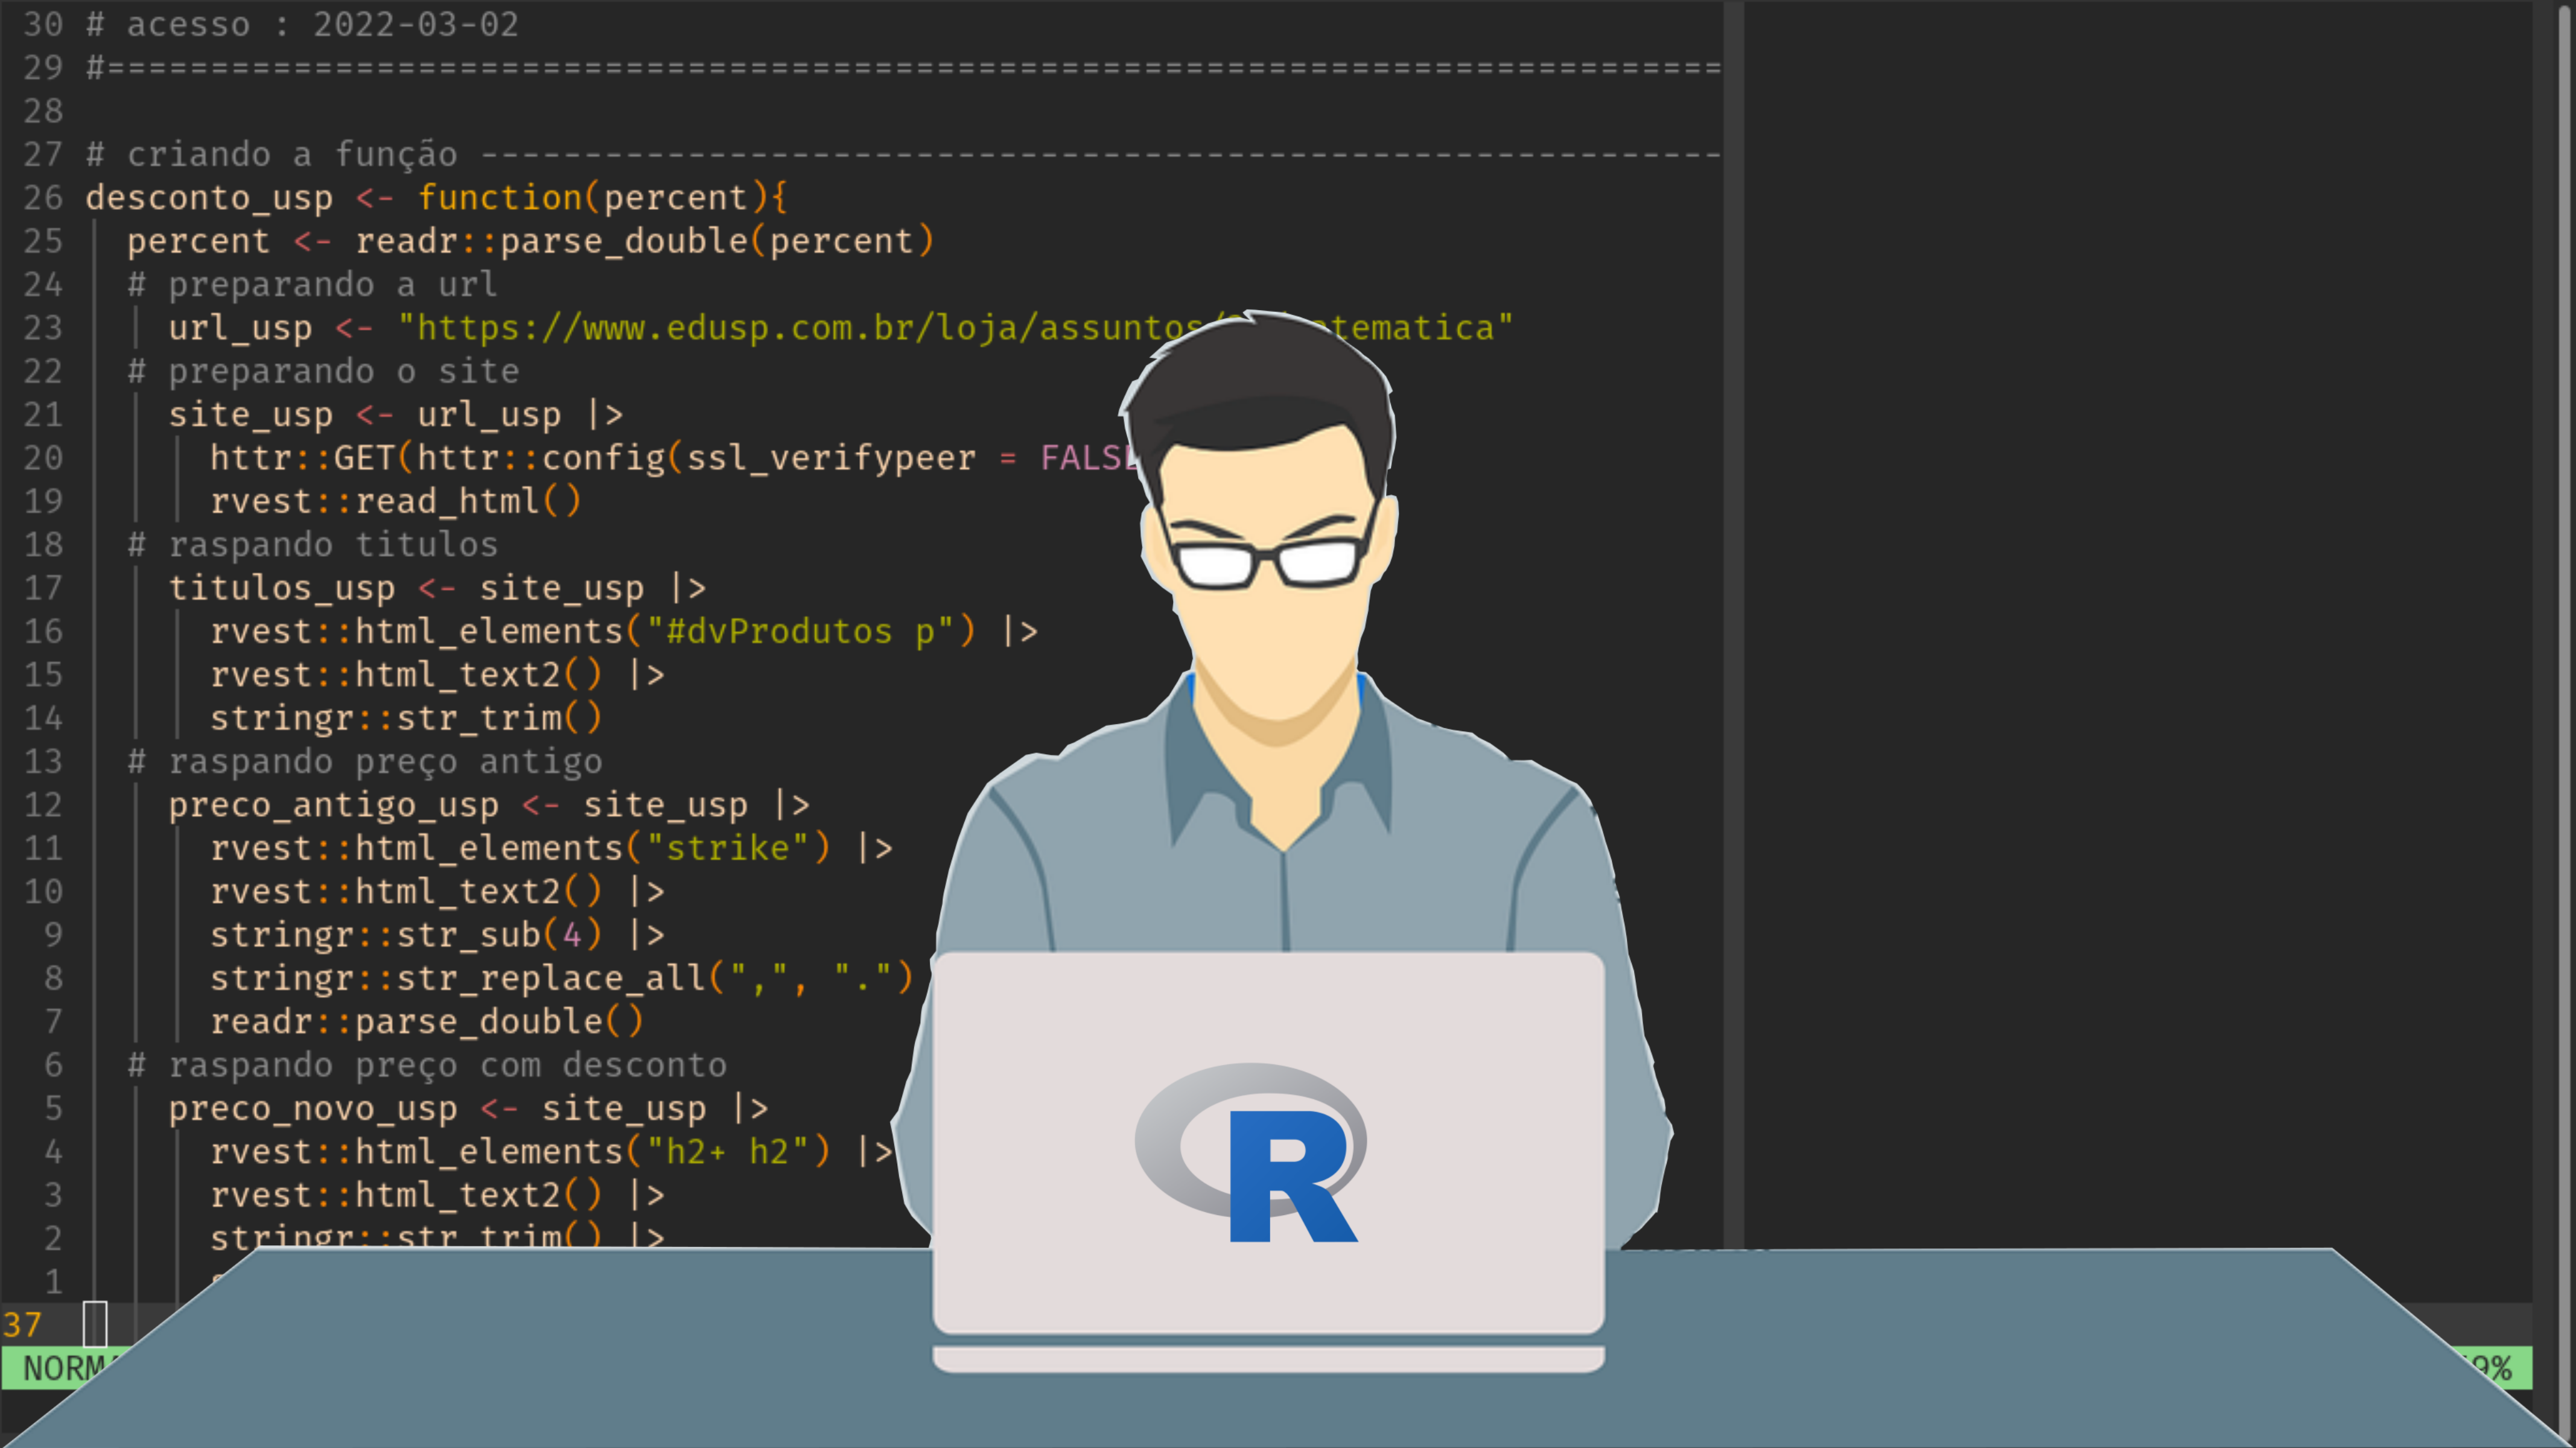 30 # acesso : 2022-03-02
29 #==============================================================================
28
27 # criando a função ------------------------------------------------------------
26 desconto_usp <- function(percent){
25 percent <- readr::parse_double(percent)
24 # preparando a url
23 url_usp <- "https://www.edusp.com.br/loja/assuntos/ tematica"
22 # preparando o site
21 site_usp <- url_usp |>
20 httr::GET(httr::config(ssl_verifypeer = FALS
19 rvest::read_html()
18 # raspando titulos
17 titulos_usp <- site_usp |>
16 rvest::html_elements("#dvProdutos p") |>
15 rvest::html_text2() |>
14 stringr::str_trim()
13 # raspando preço antigo
12 preco_antigo_usp <- site_usp |>
11 rvest::html_elements("strike") |>
10 rvest::html_text2() |>
9 stringr::str_sub(4) |>
8 stringr::str_replace_all(",", ".")
7 readr::parse_double()
6 # raspando preço com desconto
5 preco_novo_usp <- site_usp |>
4 rvest::html_elements("h2+ h2") |>
3 rvest::html_text2() |>
2 stringr::str_trim() |>
1
37
NORM 9%
R